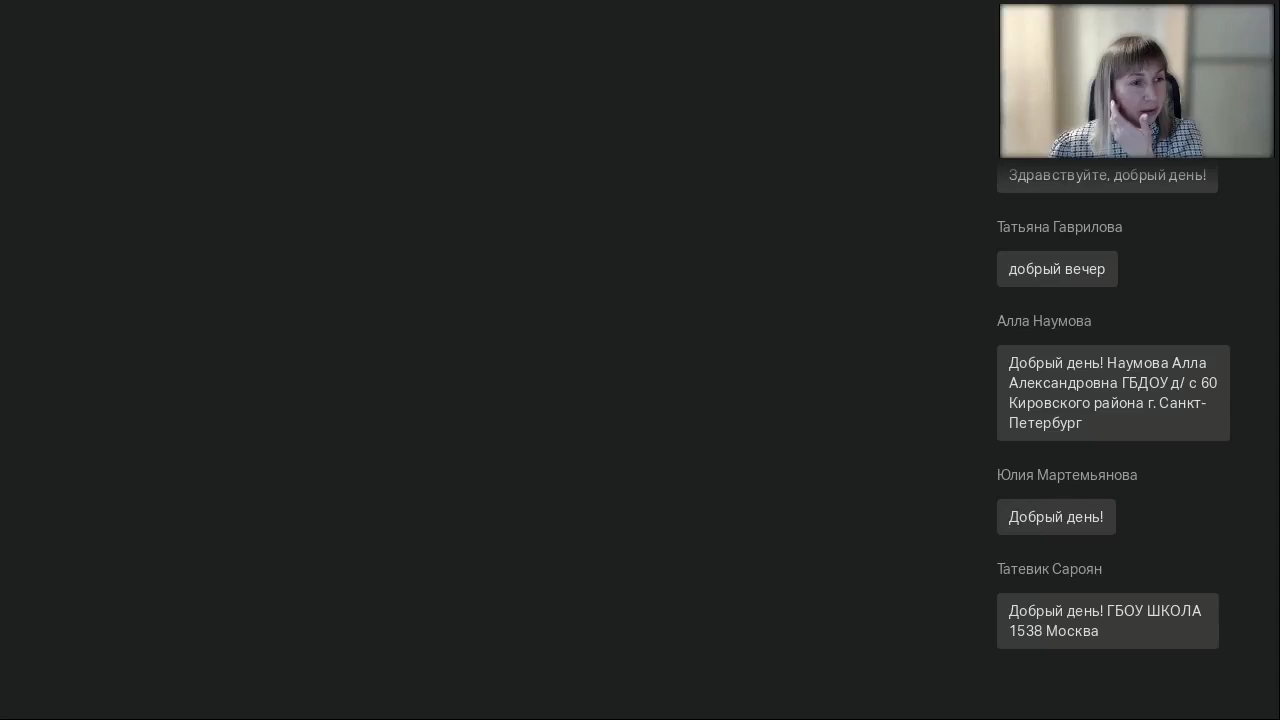 Здравствуйте, добрый день!
Татьяна Гаврилова
добрый вечер
Алла Наумова
Добрый день! Наумова Алла
Александровна ГБДОУ д/ с 60
Кировского района г. Санкт-
Петербург
Юлия Мартемьянова
Добрый день!
Татевик Сароян
Добрый день! ГБОУ ШКОЛА
1538 Москва